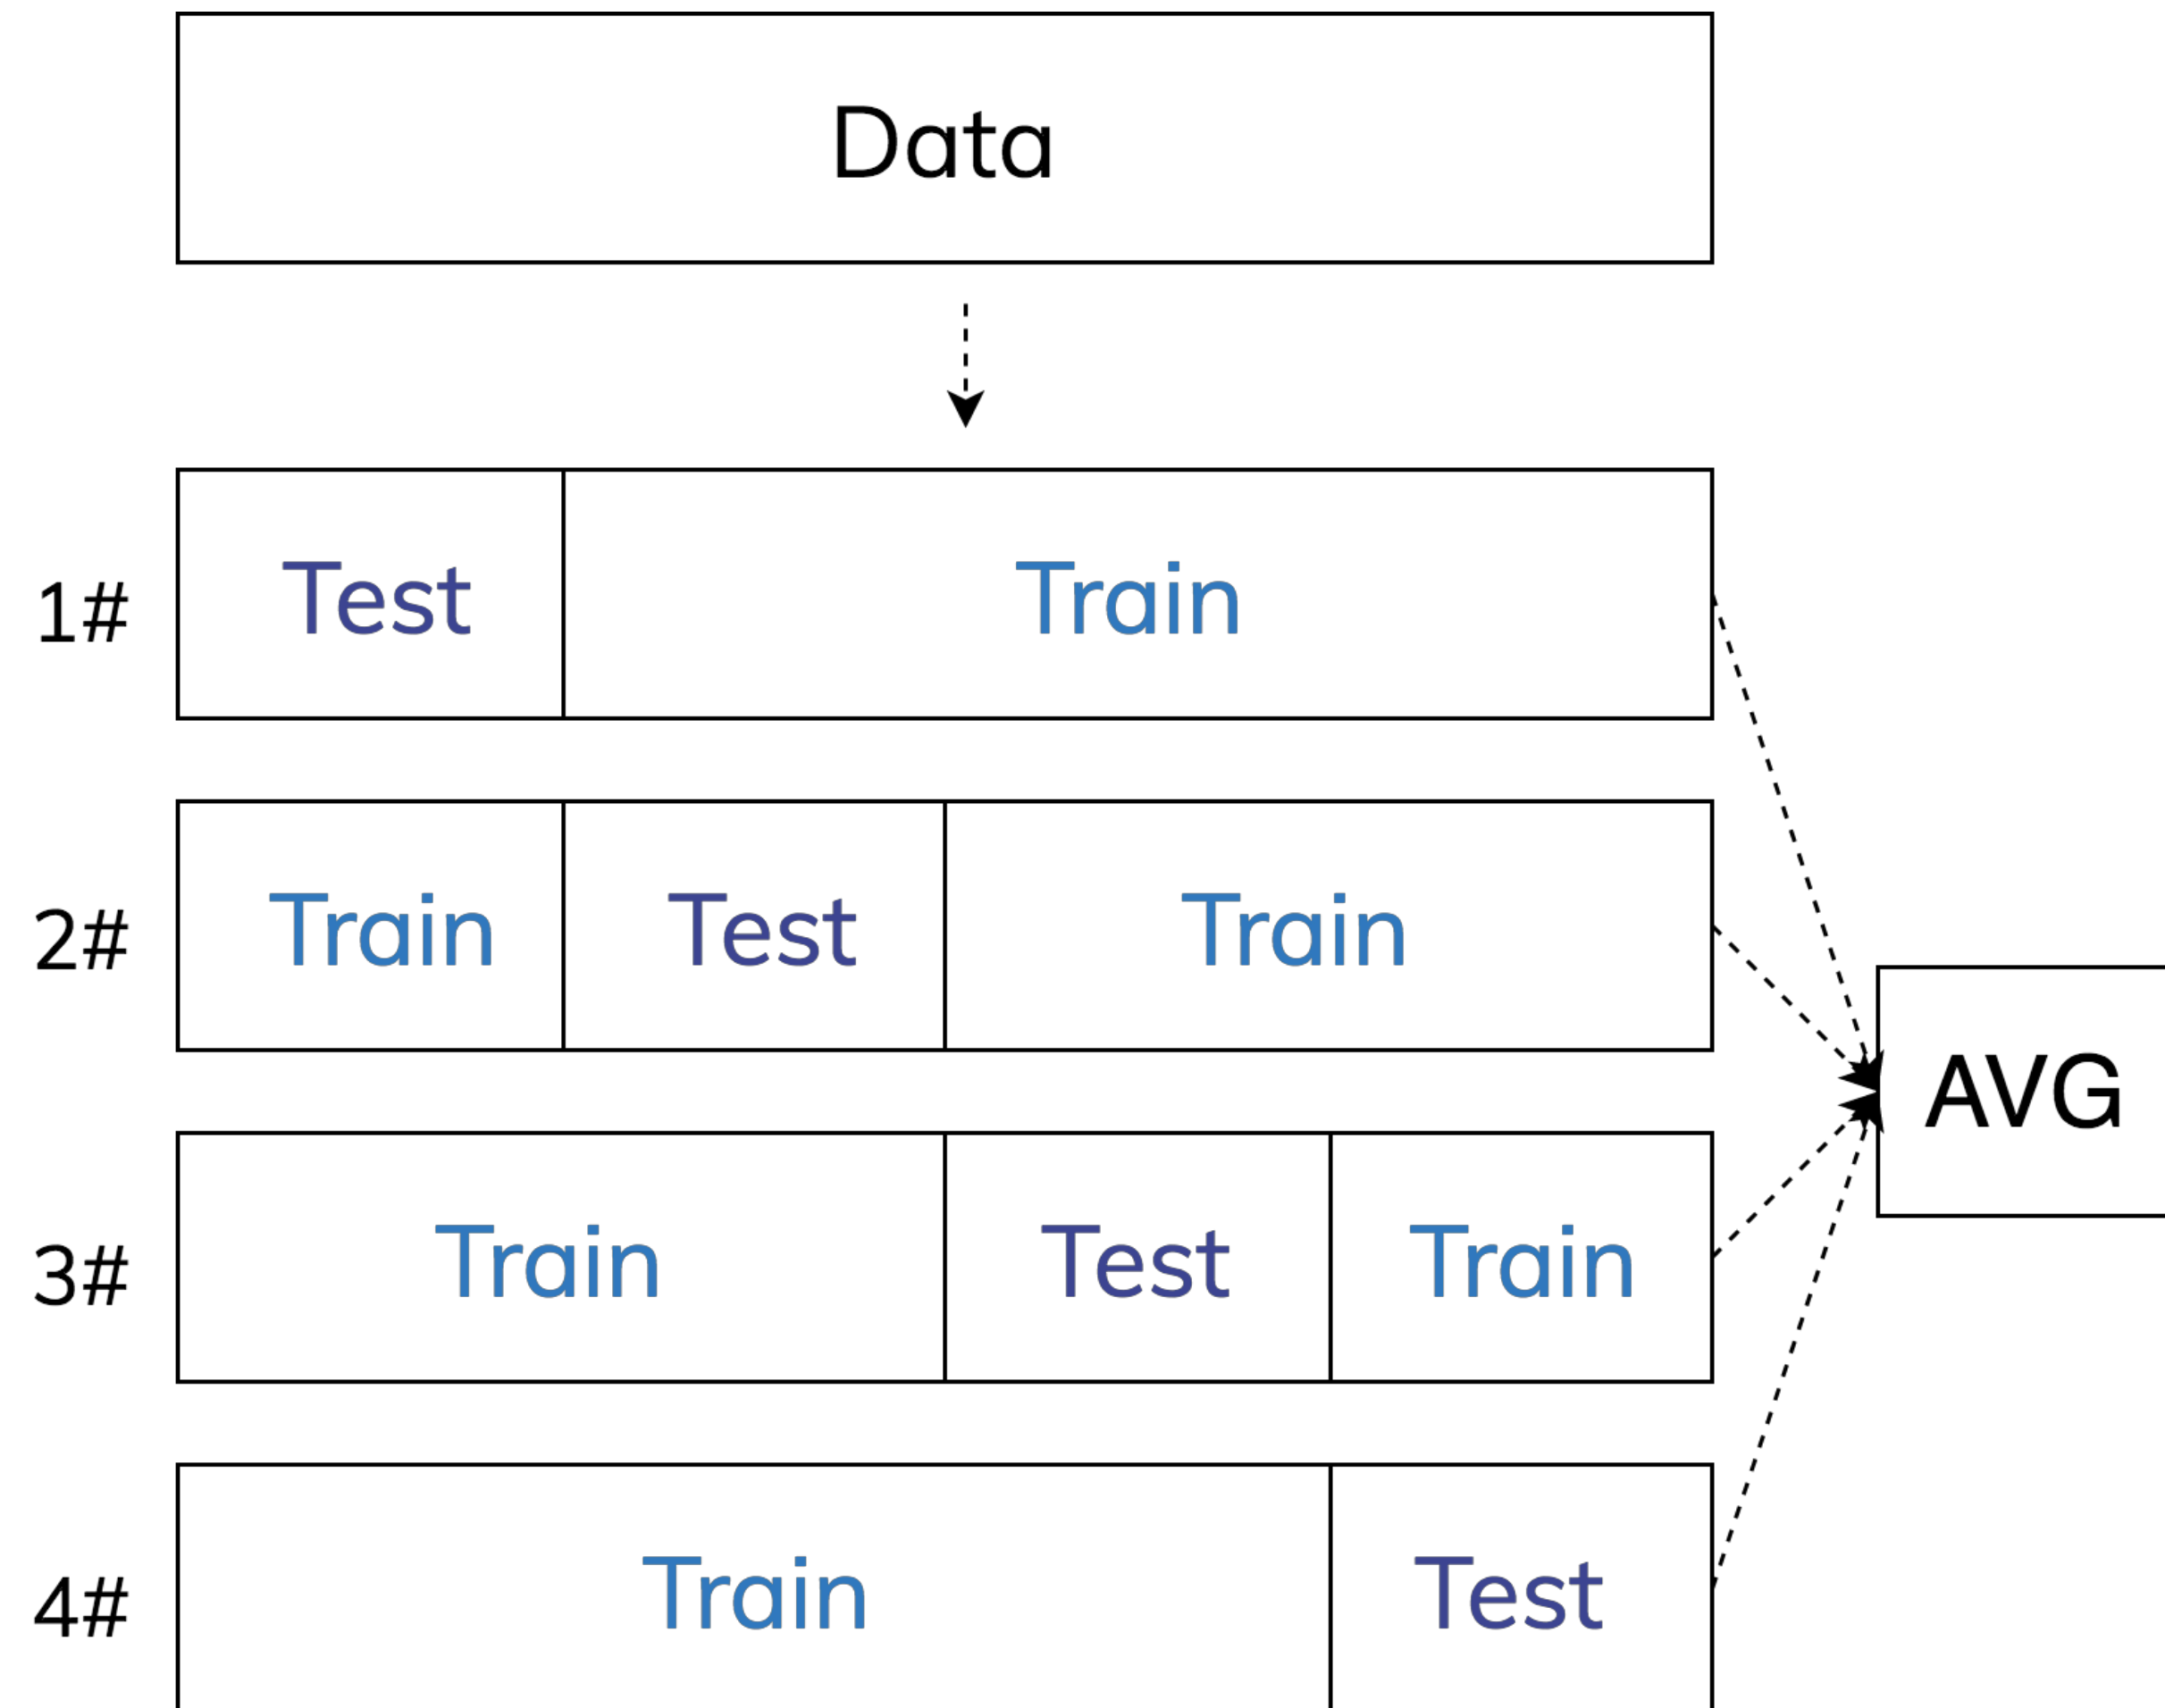 Data
1# Test Train
2# Train Test Train
AVG
3# Train Test Train
4# Train Test